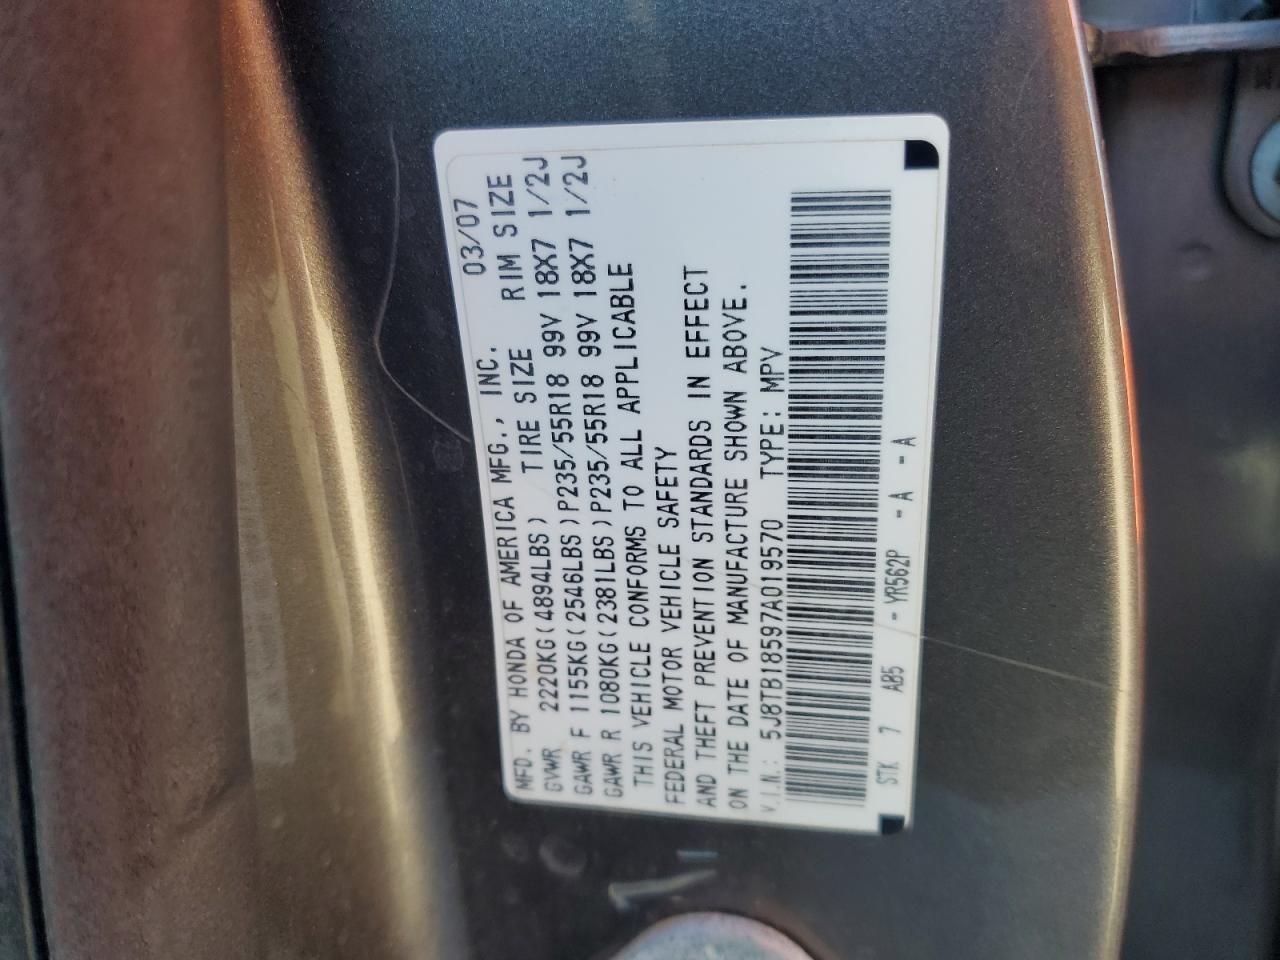 MFD. BY HONDA OF AMERICA MFG., INC. 03/07
GVWR 2220KG(4894LBS) TIRE SIZE RIM SIZE
GAWR F 1155KG(2546LBS)P235/55R18 99V 18X7 1/2J
GAWR R 1080KG(2381LBS)P235/55R18 99V 18X7 1/2J
THIS VEHICLE CONFORMS TO ALL APPLICABLE
FEDERAL MOTOR VEHICLE SAFETY
AND THEFT PREVENTION STANDARDS IN EFFECT
ON THE DATE OF MANUFACTURE SHOWN ABOVE.
V.I.N.: 5J8TB18597A019570 TYPE: MPV
STK 7 AB5 - YR562P - A - A